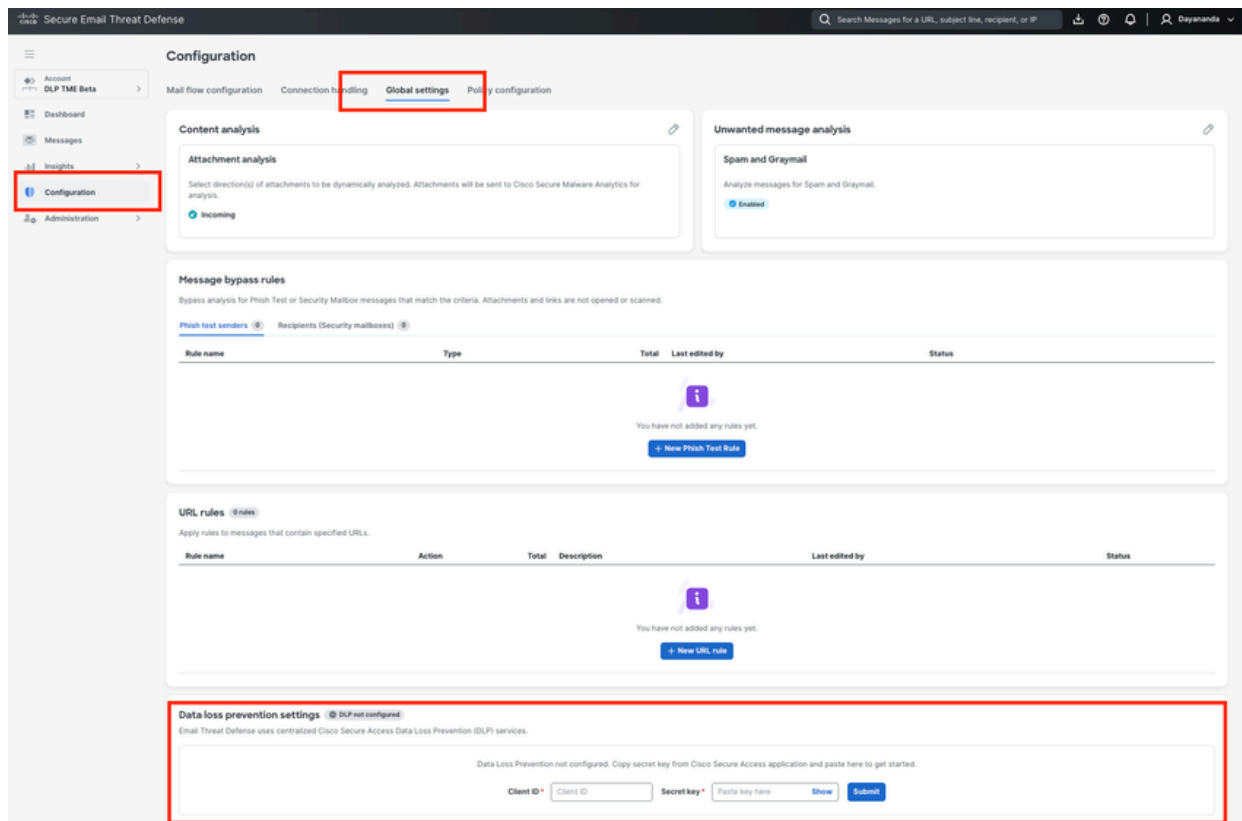 CISCO Secure Email Threat Defense
Search Messages for a URL, subject line, recipient, or IP
Dayananda
Account
DLP TME Beta
Dashboard
Messages
Insights
Configuration
Administration
Configuration
Mail flow configuration Connection handling Global settings Policy configuration
Content analysis
Attachment analysis
Select direction(s) of attachments to be dynamically analyzed. Attachments will be sent to Cisco Secure Malware Analytics for
analysis.
Incoming
Unwanted message analysis
Spam and Graymail
Analyze messages for Spam and Graymail.
Enabled
Message bypass rules
Bypass analysis for Phish Test or Security Mailbox messages that match the criteria. Attachments and links are not opened or scanned.
Phish test senders 0 Recipients (Security mailboxes) 0
Rule name Type Total Last edited by Status
You have not added any rules yet.
+ New Phish Test Rule
URL rules 0 rules
Apply rules to messages that contain specified URLs.
Rule name Action Total Description Last edited by Status
You have not added any rules yet.
+ New URL rule
Data loss prevention settings DLP not configured
Email Threat Defense uses centralized Cisco Secure Access Data Loss Prevention (DLP) services.
Data Loss Prevention not configured. Copy secret key from Cisco Secure Access application and paste here to get started.
Client ID* Client ID Secret key* Paste key here Show Submit